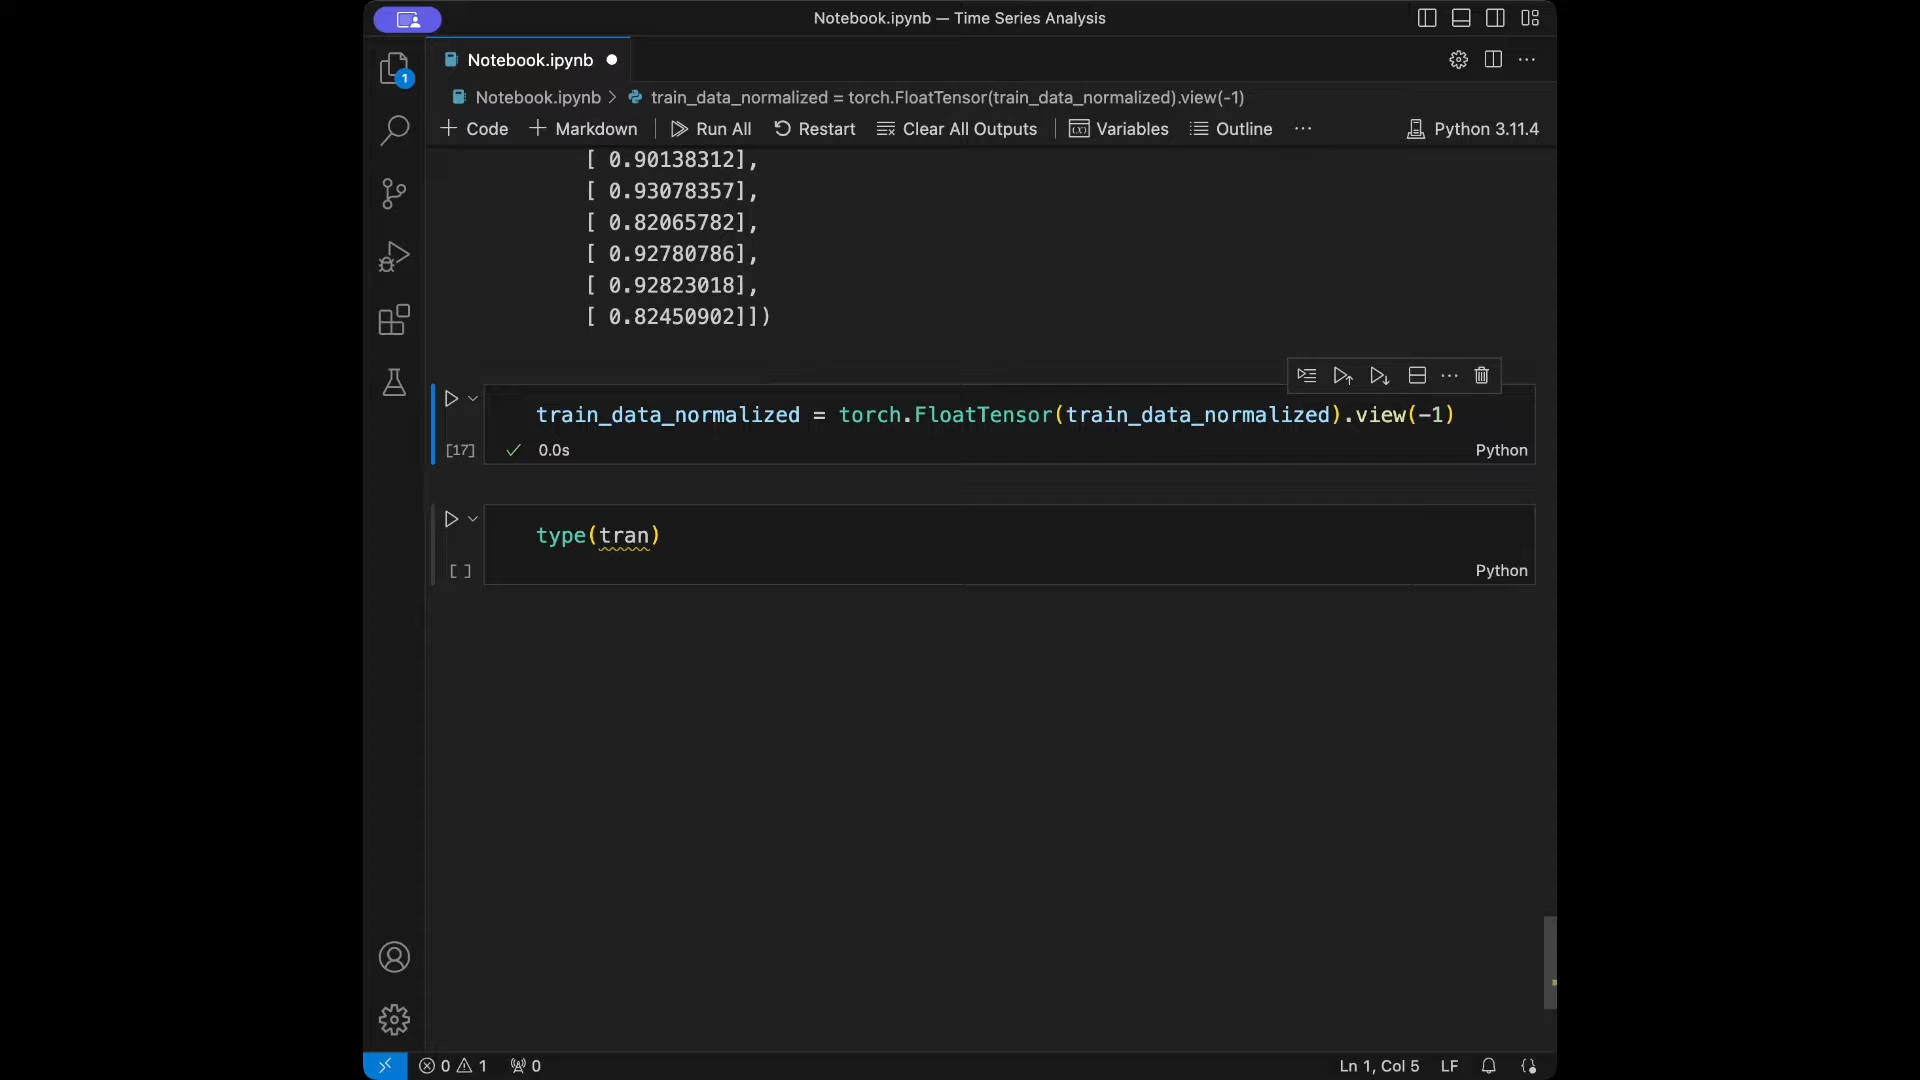 Notebook.ipynb — Time Series Analysis
Notebook.ipynb
1
Notebook.ipynb > train_data_normalized = torch.FloatTensor(train_data_normalized).view(-1)
+ Code + Markdown Run All Restart Clear All Outputs Variables Outline ··· Python 3.11.4
[ 0.90138312],
[ 0.93078357],
[ 0.82065782],
[ 0.92780786],
[ 0.92823018],
[ 0.82450902]])
train_data_normalized = torch.FloatTensor(train_data_normalized).view(-1)
[17] ✓ 0.0s Python
type(tran)
[ ] Python
0 1 0 Ln 1, Col 5 LF